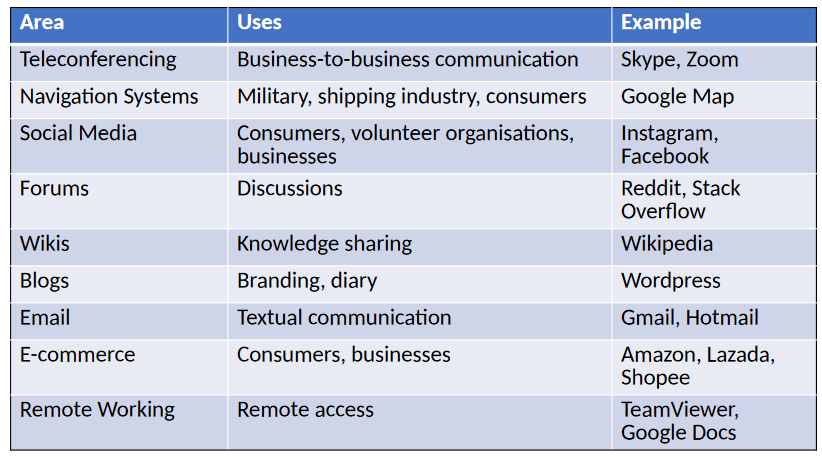 Area Uses Example
Teleconferencing Business-to-business communication Skype, Zoom
Navigation Systems Military, shipping industry, consumers Google Map
Social Media Consumers, volunteer organisations, Instagram,
businesses Facebook
Forums Discussions Reddit, Stack
Overflow
Wikis Knowledge sharing Wikipedia
Blogs Branding, diary Wordpress
Email Textual communication Gmail, Hotmail
E-commerce Consumers, businesses Amazon, Lazada,
Shopee
Remote Working Remote access TeamViewer,
Google Docs